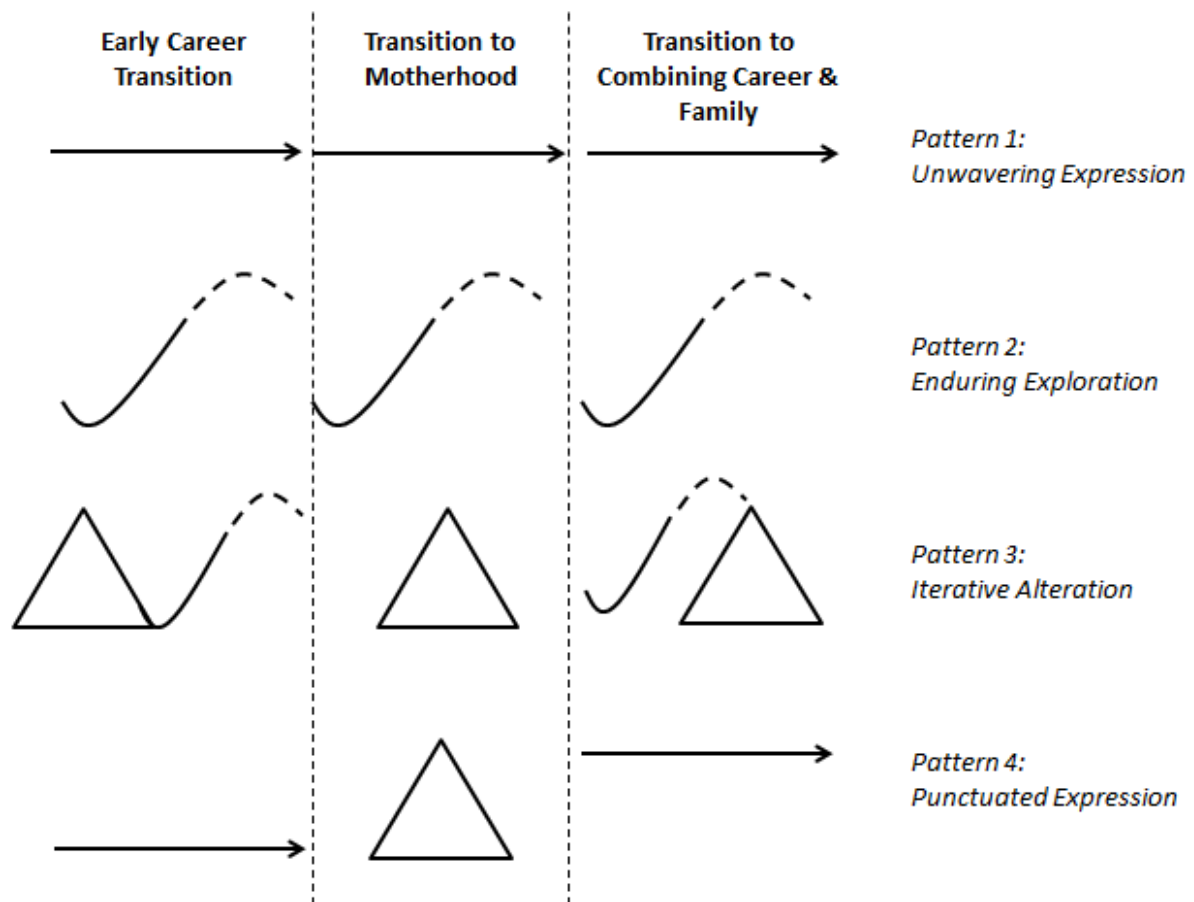 Early Career
Transition
Transition to
Motherhood
Transition to
Combining Career &
Family
Pattern 1:
Unwavering Expression
Pattern 2:
Enduring Exploration
Pattern 3:
Iterative Alteration
Pattern 4:
Punctuated Expression